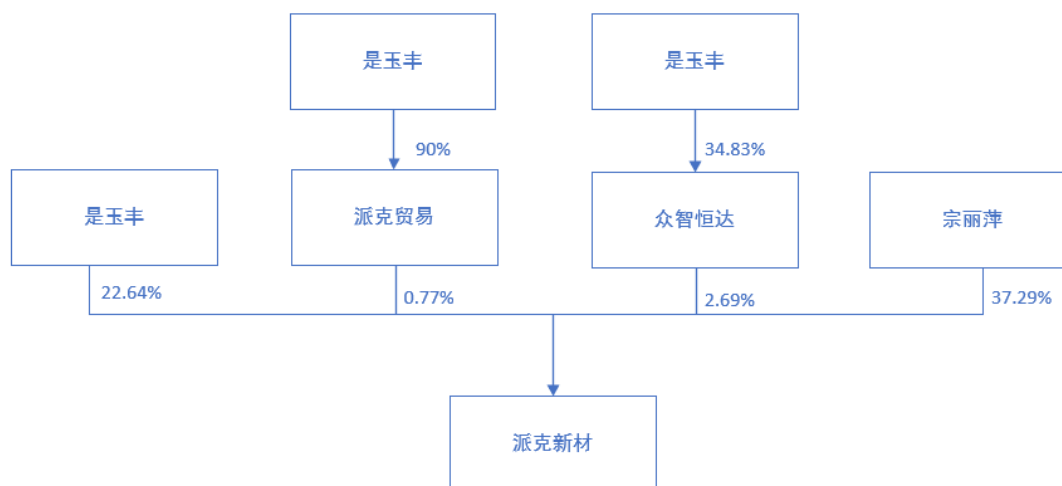 是玉丰
是玉丰
90%
34.83%
是玉丰
派克贸易
众智恒达
宗丽萍
22.64%
0.77%
2.69%
37.29%
派克新材